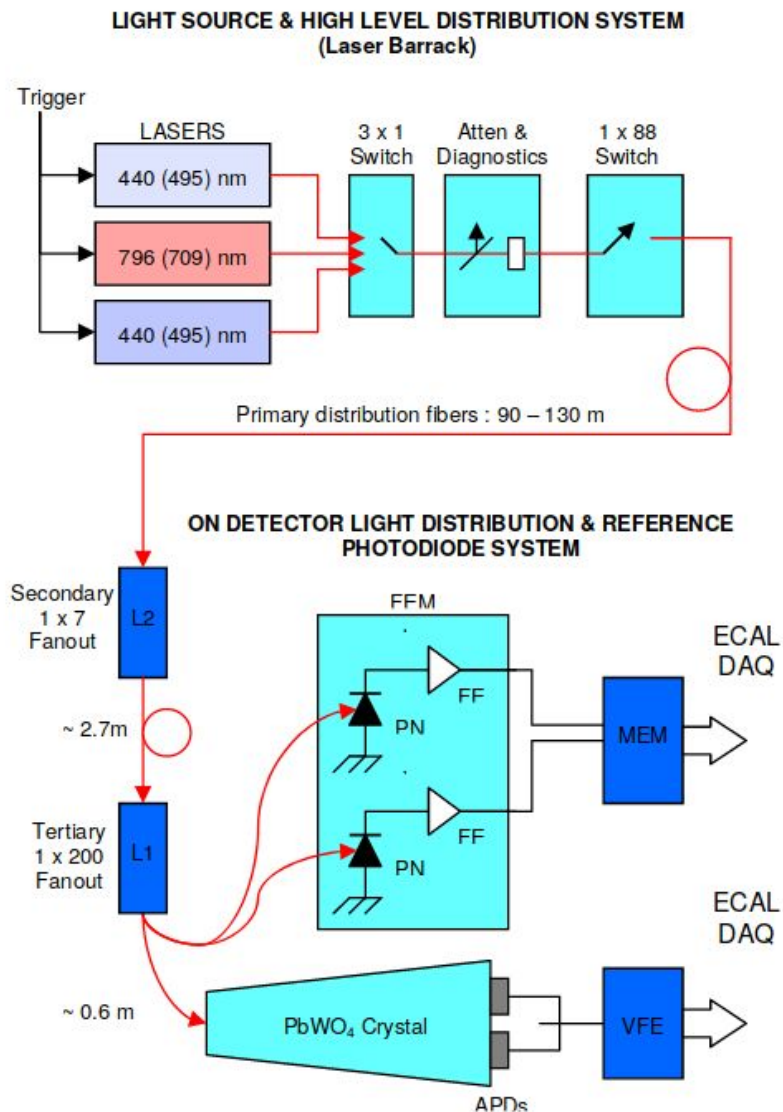 LIGHT SOURCE & HIGH LEVEL DISTRIBUTION SYSTEM
(Laser Barrack)
Trigger
LASERS
3 x 1
Switch
Atten &
Diagnostics
1 x 88
Switch
440 (495) nm
796 (709) nm
440 (495) nm
Primary distribution fibers : 90 – 130 m
ON DETECTOR LIGHT DISTRIBUTION & REFERENCE
PHOTODIODE SYSTEM
Secondary
1 x 7
Fanout
L2
~ 2.7m
Tertiary
1 x 200
Fanout
L1
~ 0.6 m
FF
PN
FF
PN
MEM
ECAL
DAQ
PbWO₄ Crystal
APDs
VFE
ECAL
DAQ